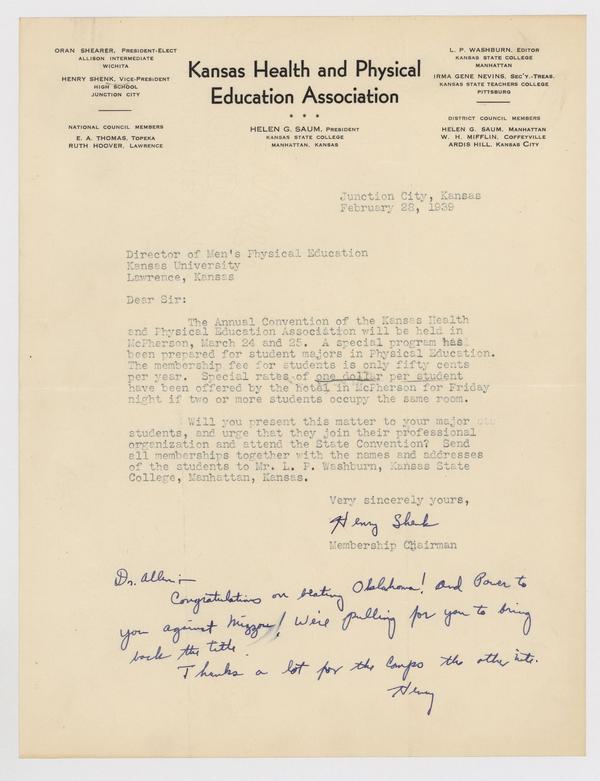 ORAN SHEARER, PRESIDENT-ELECT
ALLISON INTERMEDIATE
WICHITA
HENRY SHENK, VICE-PRESIDENT
HIGH SCHOOL
JUNCTION CITY
NATIONAL COUNCIL MEMBERS
E. A. THOMAS, TOPEKA
RUTH HOOVER, LAWRENCE
Kansas Health and Physical
Education Association
* * *
HELEN G. SAUM, PRESIDENT
KANSAS STATE COLLEGE
MANHATTAN, KANSAS
L. P. WASHBURN, EDITOR
KANSAS STATE COLLEGE
MANHATTAN
IRMA GENE NEVINS, SEC'Y.-TREAS.
KANSAS STATE TEACHERS COLLEGE
PITTSBURG
DISTRICT COUNCIL MEMBERS
HELEN G. SAUM, MANHATTAN
W. H. MIFFLIN, COFFEYVILLE
ARDIS HILL, KANSAS CITY
Junction City, Kansas
February 28, 1939
Director of Men's Physical Education
Kansas University
Lawrence, Kansas
Dear Sir:
The Annual Convention of the Kansas Health
and Physical Education Association will be held in
McPherson, March 24 and 25. A special program has
been prepared for student majors in Physical Education.
The membership fee for students is only fifty cents
per year. Special rates of one dollar per student
have been offered by the hotel in McPherson for Friday
night if two or more students occupy the same room.
Will you present this matter to your major
students, and urge that they join their professional
organization and attend the State Convention? Send
all memberships together with the names and addresses
of the students to Mr. L. P. Washburn, Kansas State
College, Manhattan, Kansas.
Very sincerely yours,
Henry Shenk
Membership Chairman
Dr. Allen:-
Congratulations on beating Oklahoma! And Power to
you against Mizzou! We're pulling for you to bring
back the title.
Thanks a lot for the comps the other nite.
Henry